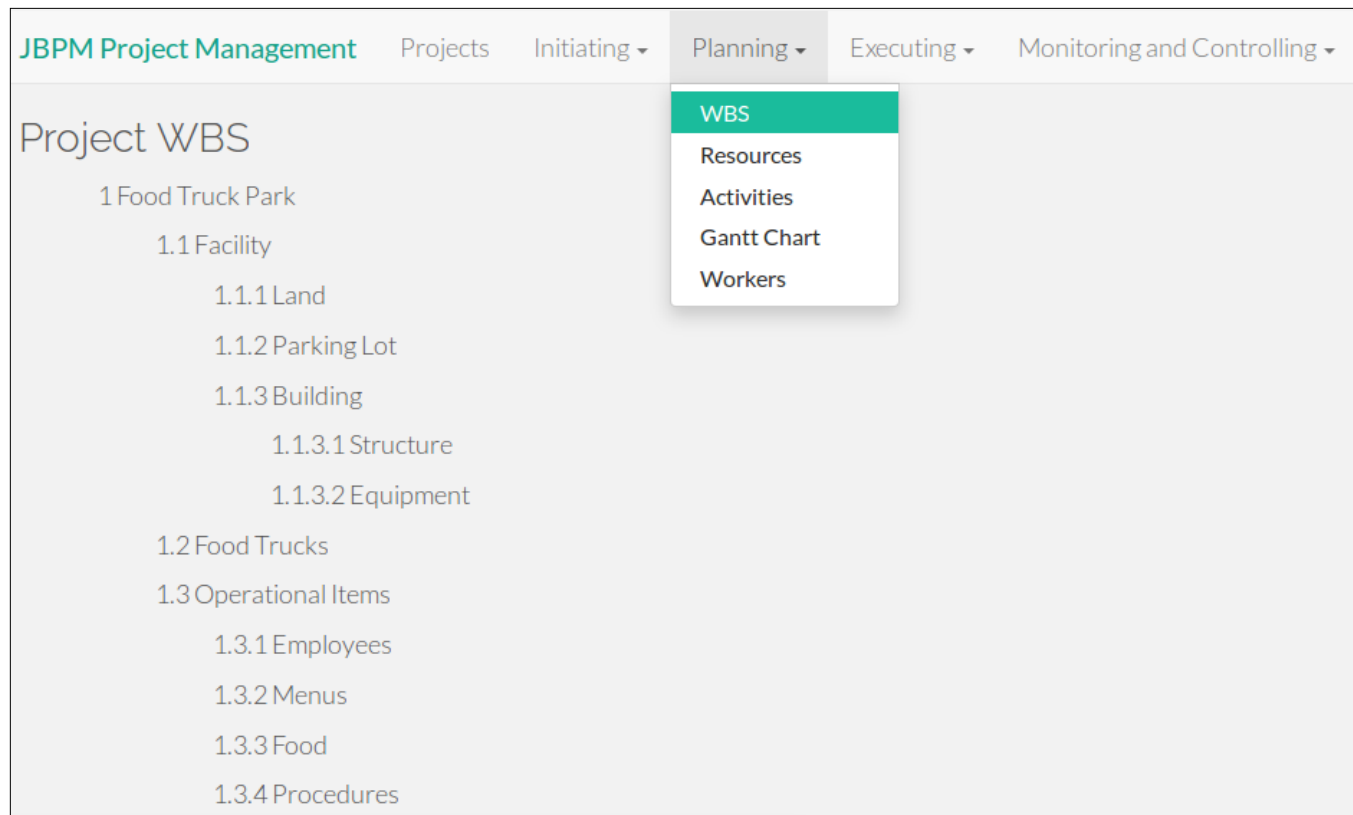 JBPM Project Management Projects Initiating Planning Executing Monitoring and Controlling
WBS
Resources
Activities
Gantt Chart
Workers
Project WBS
1 Food Truck Park
1.1 Facility
1.1.1 Land
1.1.2 Parking Lot
1.1.3 Building
1.1.3.1 Structure
1.1.3.2 Equipment
1.2 Food Trucks
1.3 Operational Items
1.3.1 Employees
1.3.2 Menus
1.3.3 Food
1.3.4 Procedures